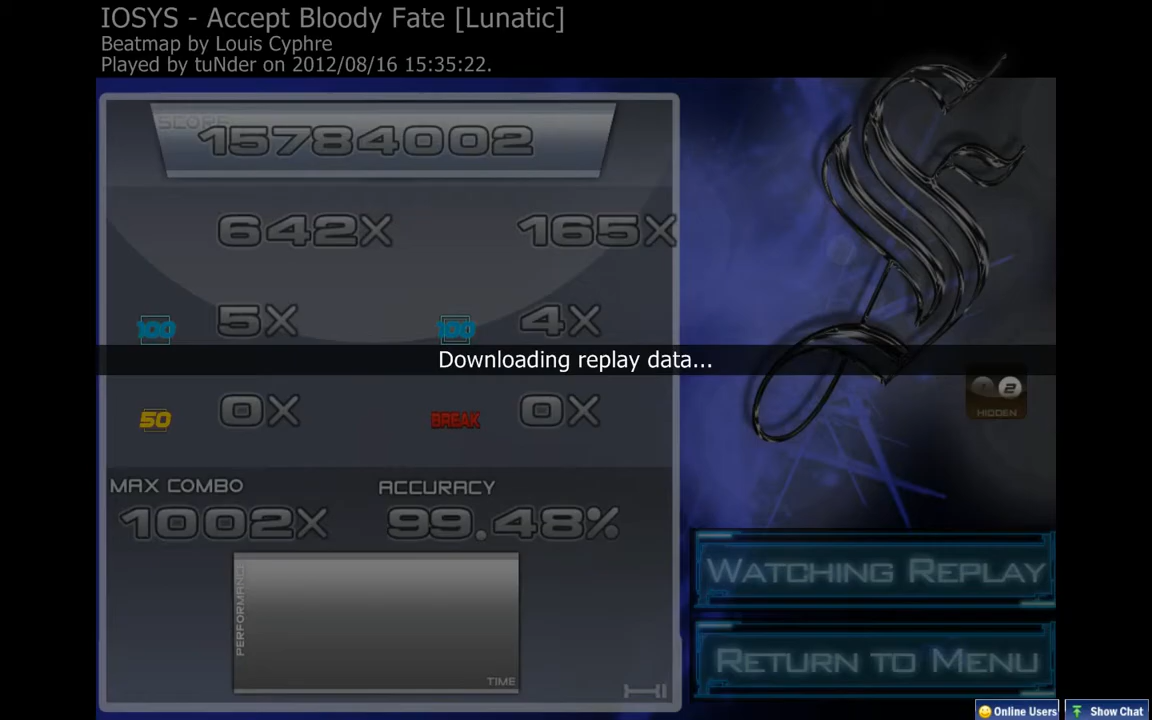 IOSYS - Accept Bloody Fate [Lunatic]
Beatmap by Louis Cyphre
Played by tuNder on 2012/08/16 15:35:22.
SCORE
15784002
642X 165X
100 5X 100 4X
Downloading replay data...
50 0X BREAK 0X
2
HIDDEN
MAX COMBO ACCURACY
1002X 99.48%
PERFORMANCE
TIME
WATCHING REPLAY
RETURN TO MENU
Online Users Show Chat